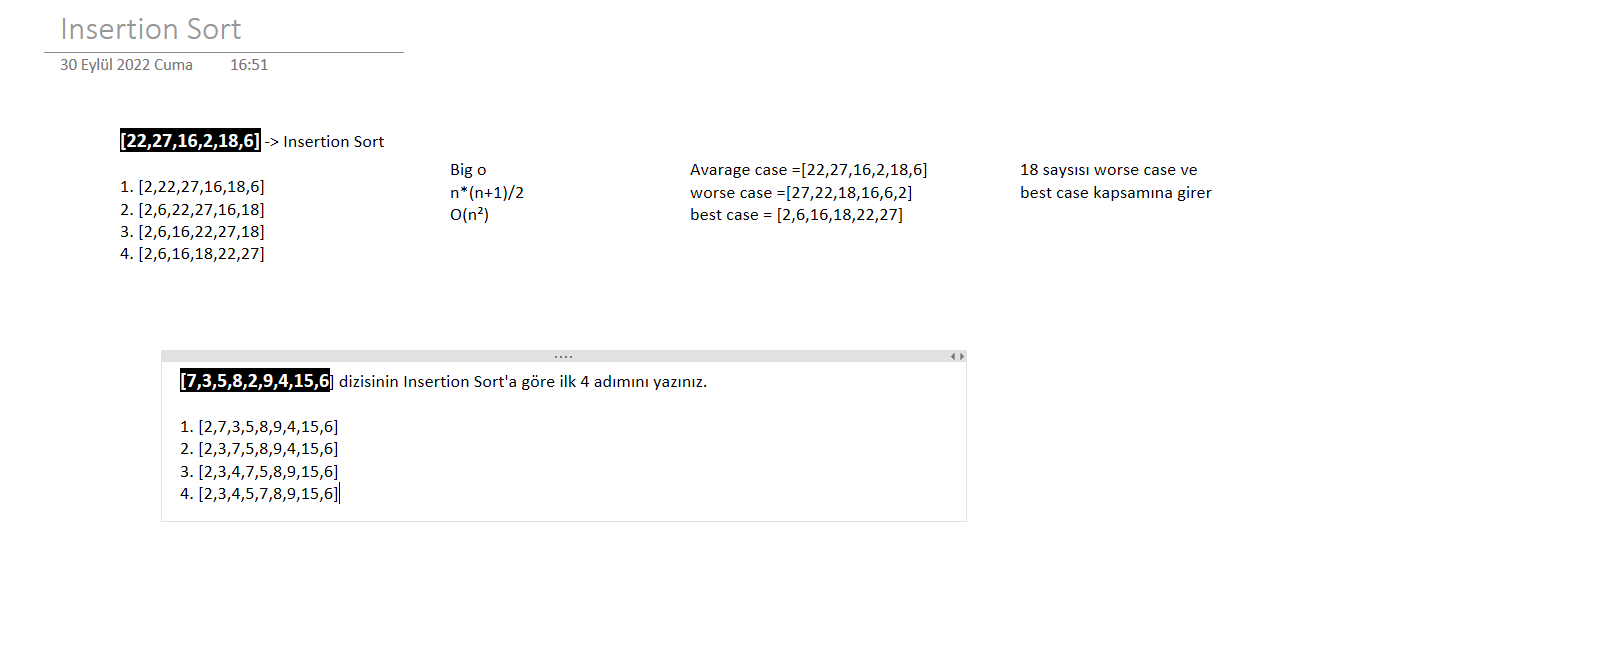 Insertion Sort
30 Eylül 2022 Cuma 16:51
[22,27,16,2,18,6] -> Insertion Sort
1. [2,22,27,16,18,6]
2. [2,6,22,27,16,18]
3. [2,6,16,22,27,18]
4. [2,6,16,18,22,27]
Big o
n*(n+1)/2
O(n²)
Avarage case =[22,27,16,2,18,6]
worse case =[27,22,18,16,6,2]
best case = [2,6,16,18,22,27]
18 saysısı worse case ve
best case kapsamına girer
[7,3,5,8,2,9,4,15,6] dizisinin Insertion Sort'a göre ilk 4 adımını yazınız.
1. [2,7,3,5,8,9,4,15,6]
2. [2,3,7,5,8,9,4,15,6]
3. [2,3,4,7,5,8,9,15,6]
4. [2,3,4,5,7,8,9,15,6]